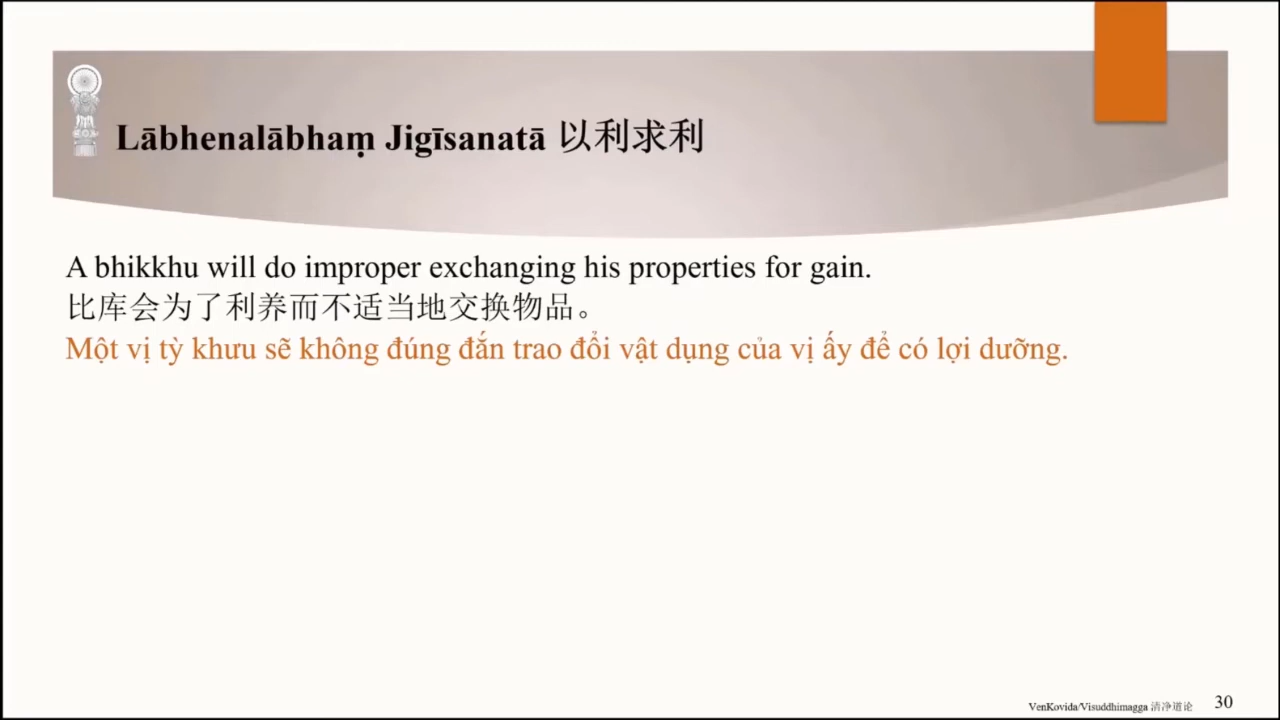 Lābhenalābhaṃ Jigīsanatā 以利求利
A bhikkhu will do improper exchanging his properties for gain.
比库会为了利养而不适当地交换物品。
Một vị tỳ khưu sẽ không đúng đắn trao đổi vật dụng của vị ấy để có lợi dưỡng.
VenKovida/Visuddhimagga 清净道论 30